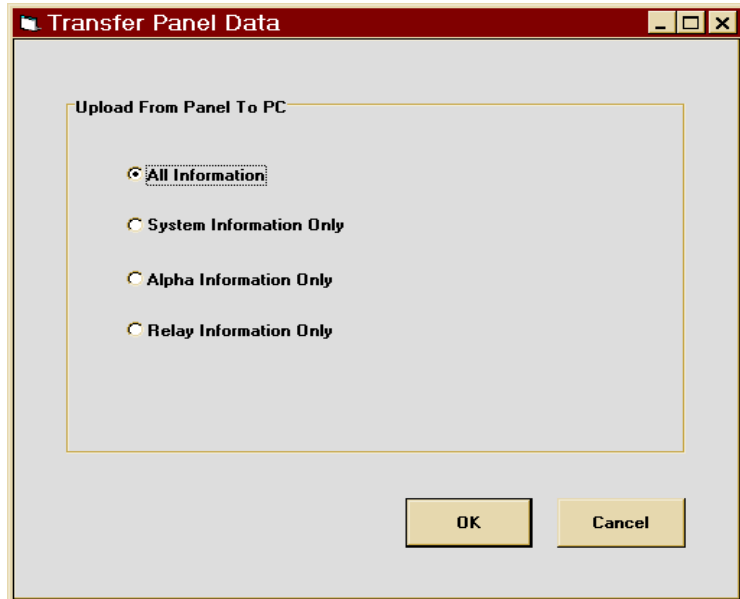 Transfer Panel Data
Upload From Panel To PC
All Information
System Information Only
Alpha Information Only
Relay Information Only
OK
Cancel